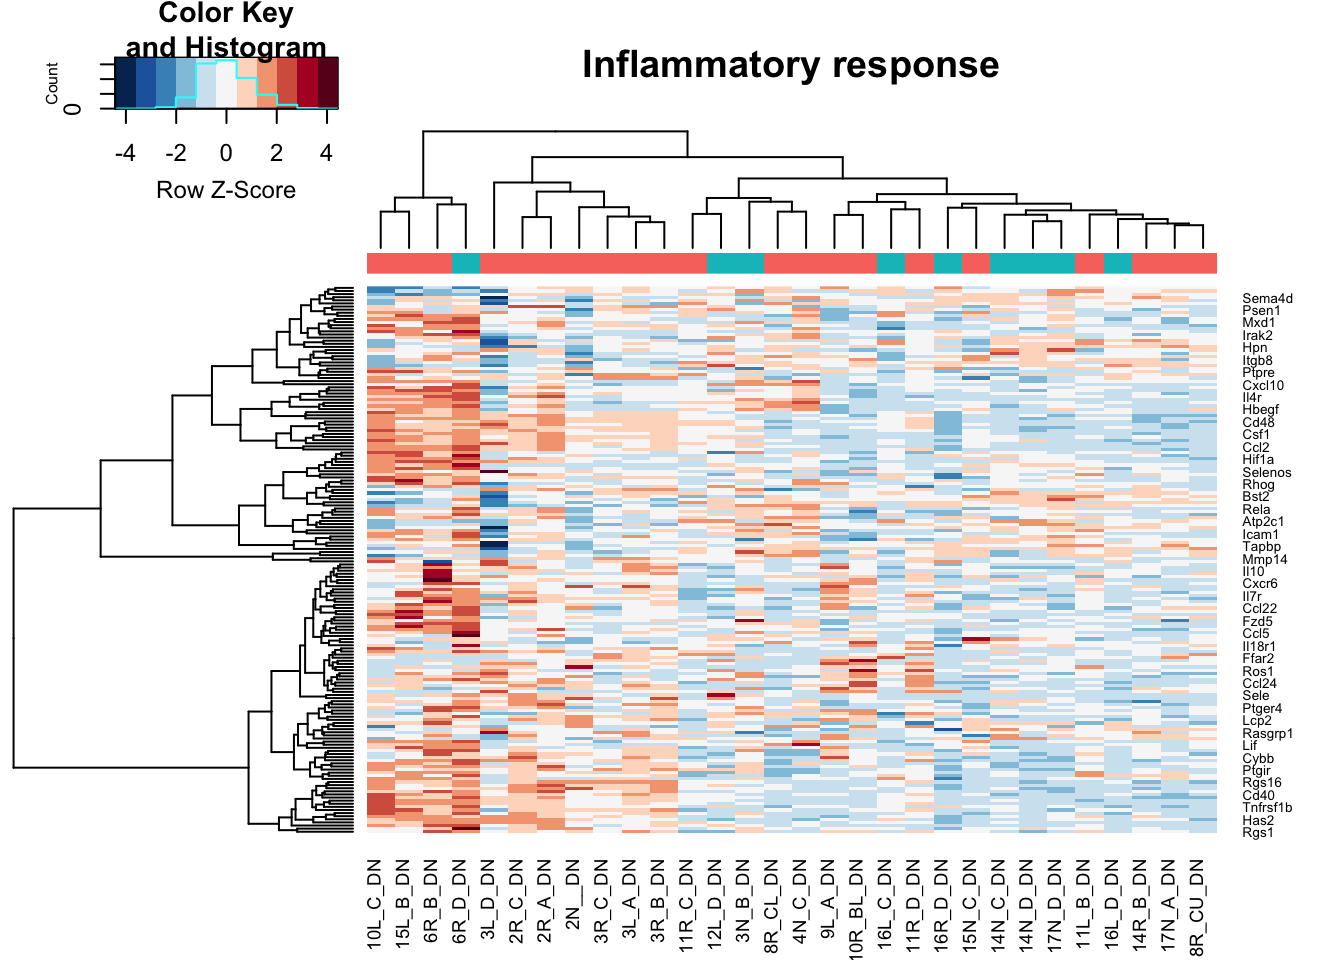 Color Key
and Histogram
Count
0
-4 -2 0 2 4
Row Z-Score
Inflammatory response
Sema4d
Psen1
Mxd1
Irak2
Hpn
Itgb8
Ptpre
Cxcl10
Il4r
Hbegf
Cd48
Csf1
Ccl2
Hif1a
Selenos
Rhog
Bst2
Rela
Atp2c1
Icam1
Tapbp
Mmp14
Il10
Cxcr6
Il7r
Ccl22
Fzd5
Ccl5
Il18r1
Ffar2
Ros1
Ccl24
Sele
Ptger4
Lcp2
Rasgrp1
Lif
Cybb
Ptgir
Rgs16
Cd40
Tnfrsf1b
Has2
Rgs1
10L_C_DN
15L_B_DN
6R_B_DN
6R_D_DN
3L_D_DN
2R_C_DN
2R_A_DN
2N__DN
3R_C_DN
3L_A_DN
3R_B_DN
11R_C_DN
12L_D_DN
3N_B_DN
8R_CL_DN
4N_C_DN
9L_A_DN
10R_BL_DN
16L_C_DN
11R_D_DN
16R_D_DN
15N_C_DN
14N_C_DN
14N_D_DN
17N_D_DN
11L_B_DN
16L_D_DN
14R_B_DN
17N_A_DN
8R_CU_DN